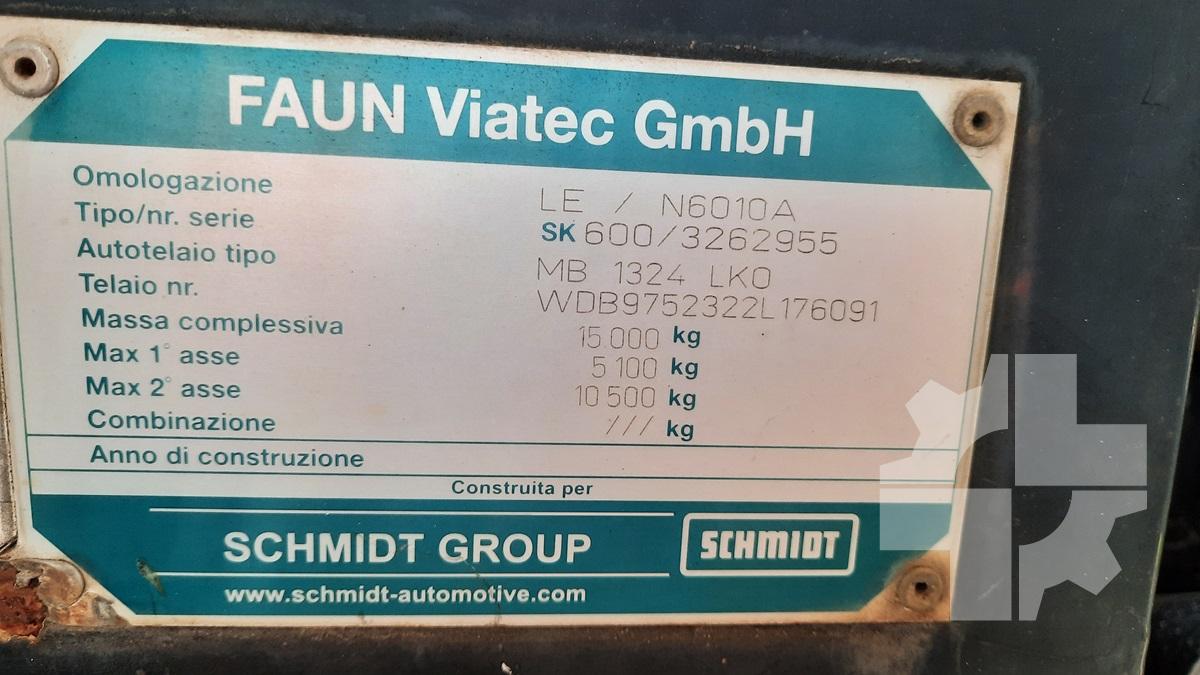 FAUN Viatec GmbH
Omologazione LE / N6010A
Tipo/nr. serie SK 600/3262955
Autotelaio tipo MB 1324 LKO
Telaio nr. WDB9752322L176091
Massa complessiva 15.000 kg
Max 1° asse 5 100 kg
Max 2° asse 10 500 kg
Combinazione /// kg
Anno di costruzione
Construita per
SCHMIDT GROUP SCHMIDT
www.schmidt-automotive.com